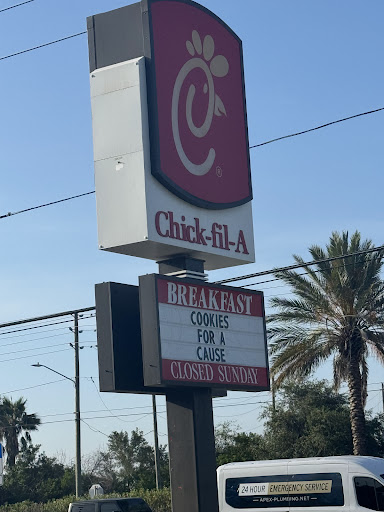 Chick-fil-A
BREAKFAST
COOKIES
FOR A
CAUSE
CLOSED SUNDAY
24 HOUR EMERGENCY SERVICE
APEX-PLUMBING.NET